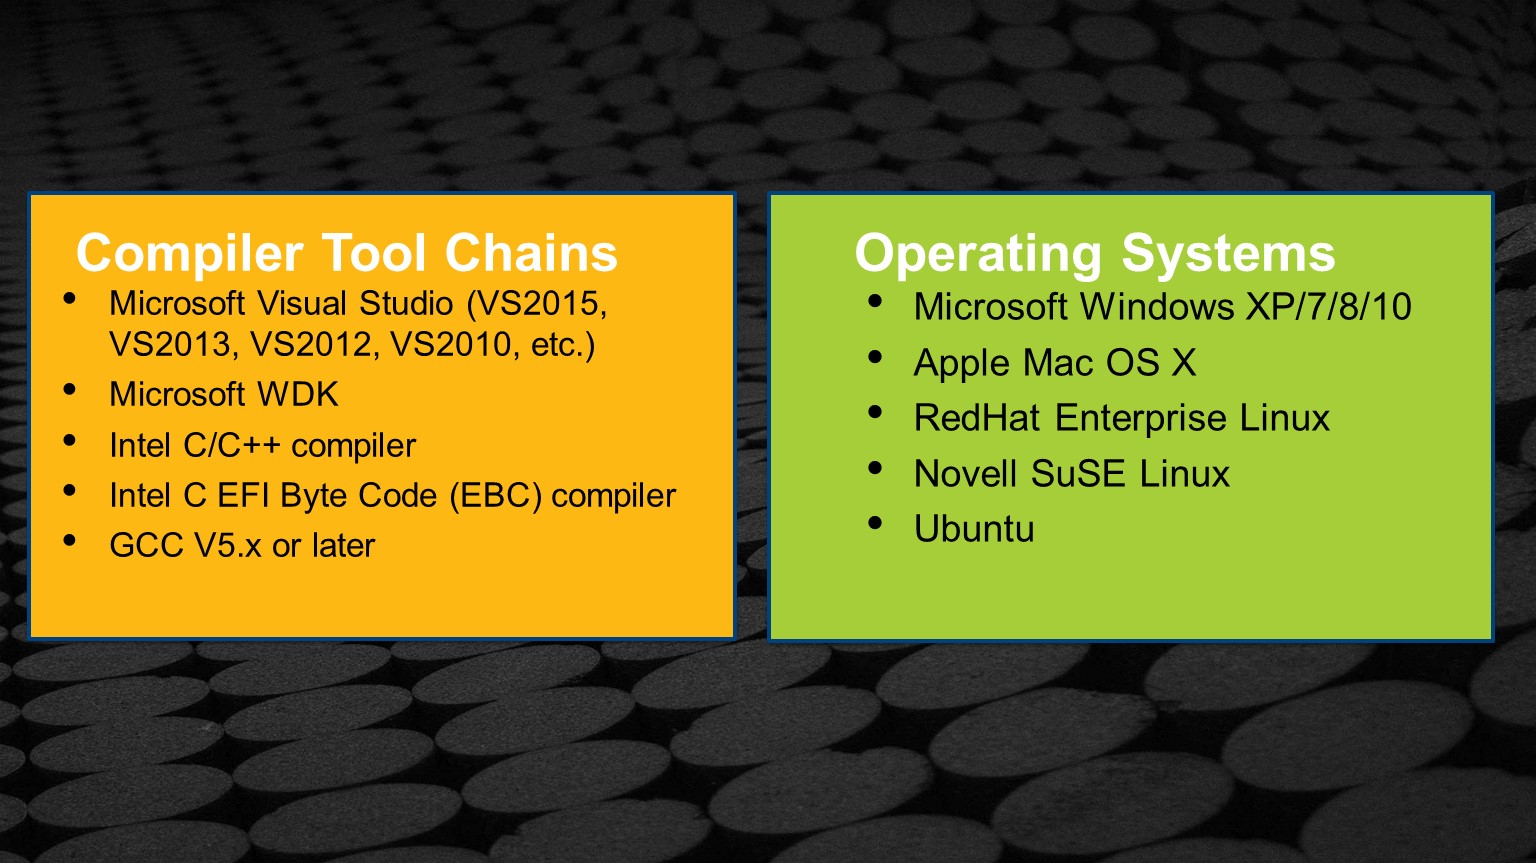 Compiler Tool Chains
• Microsoft Visual Studio (VS2015,
VS2013, VS2012, VS2010, etc.)
• Microsoft WDK
• Intel C/C++ compiler
• Intel C EFI Byte Code (EBC) compiler
• GCC V5.x or later
Operating Systems
• Microsoft Windows XP/7/8/10
• Apple Mac OS X
• RedHat Enterprise Linux
• Novell SuSE Linux
• Ubuntu